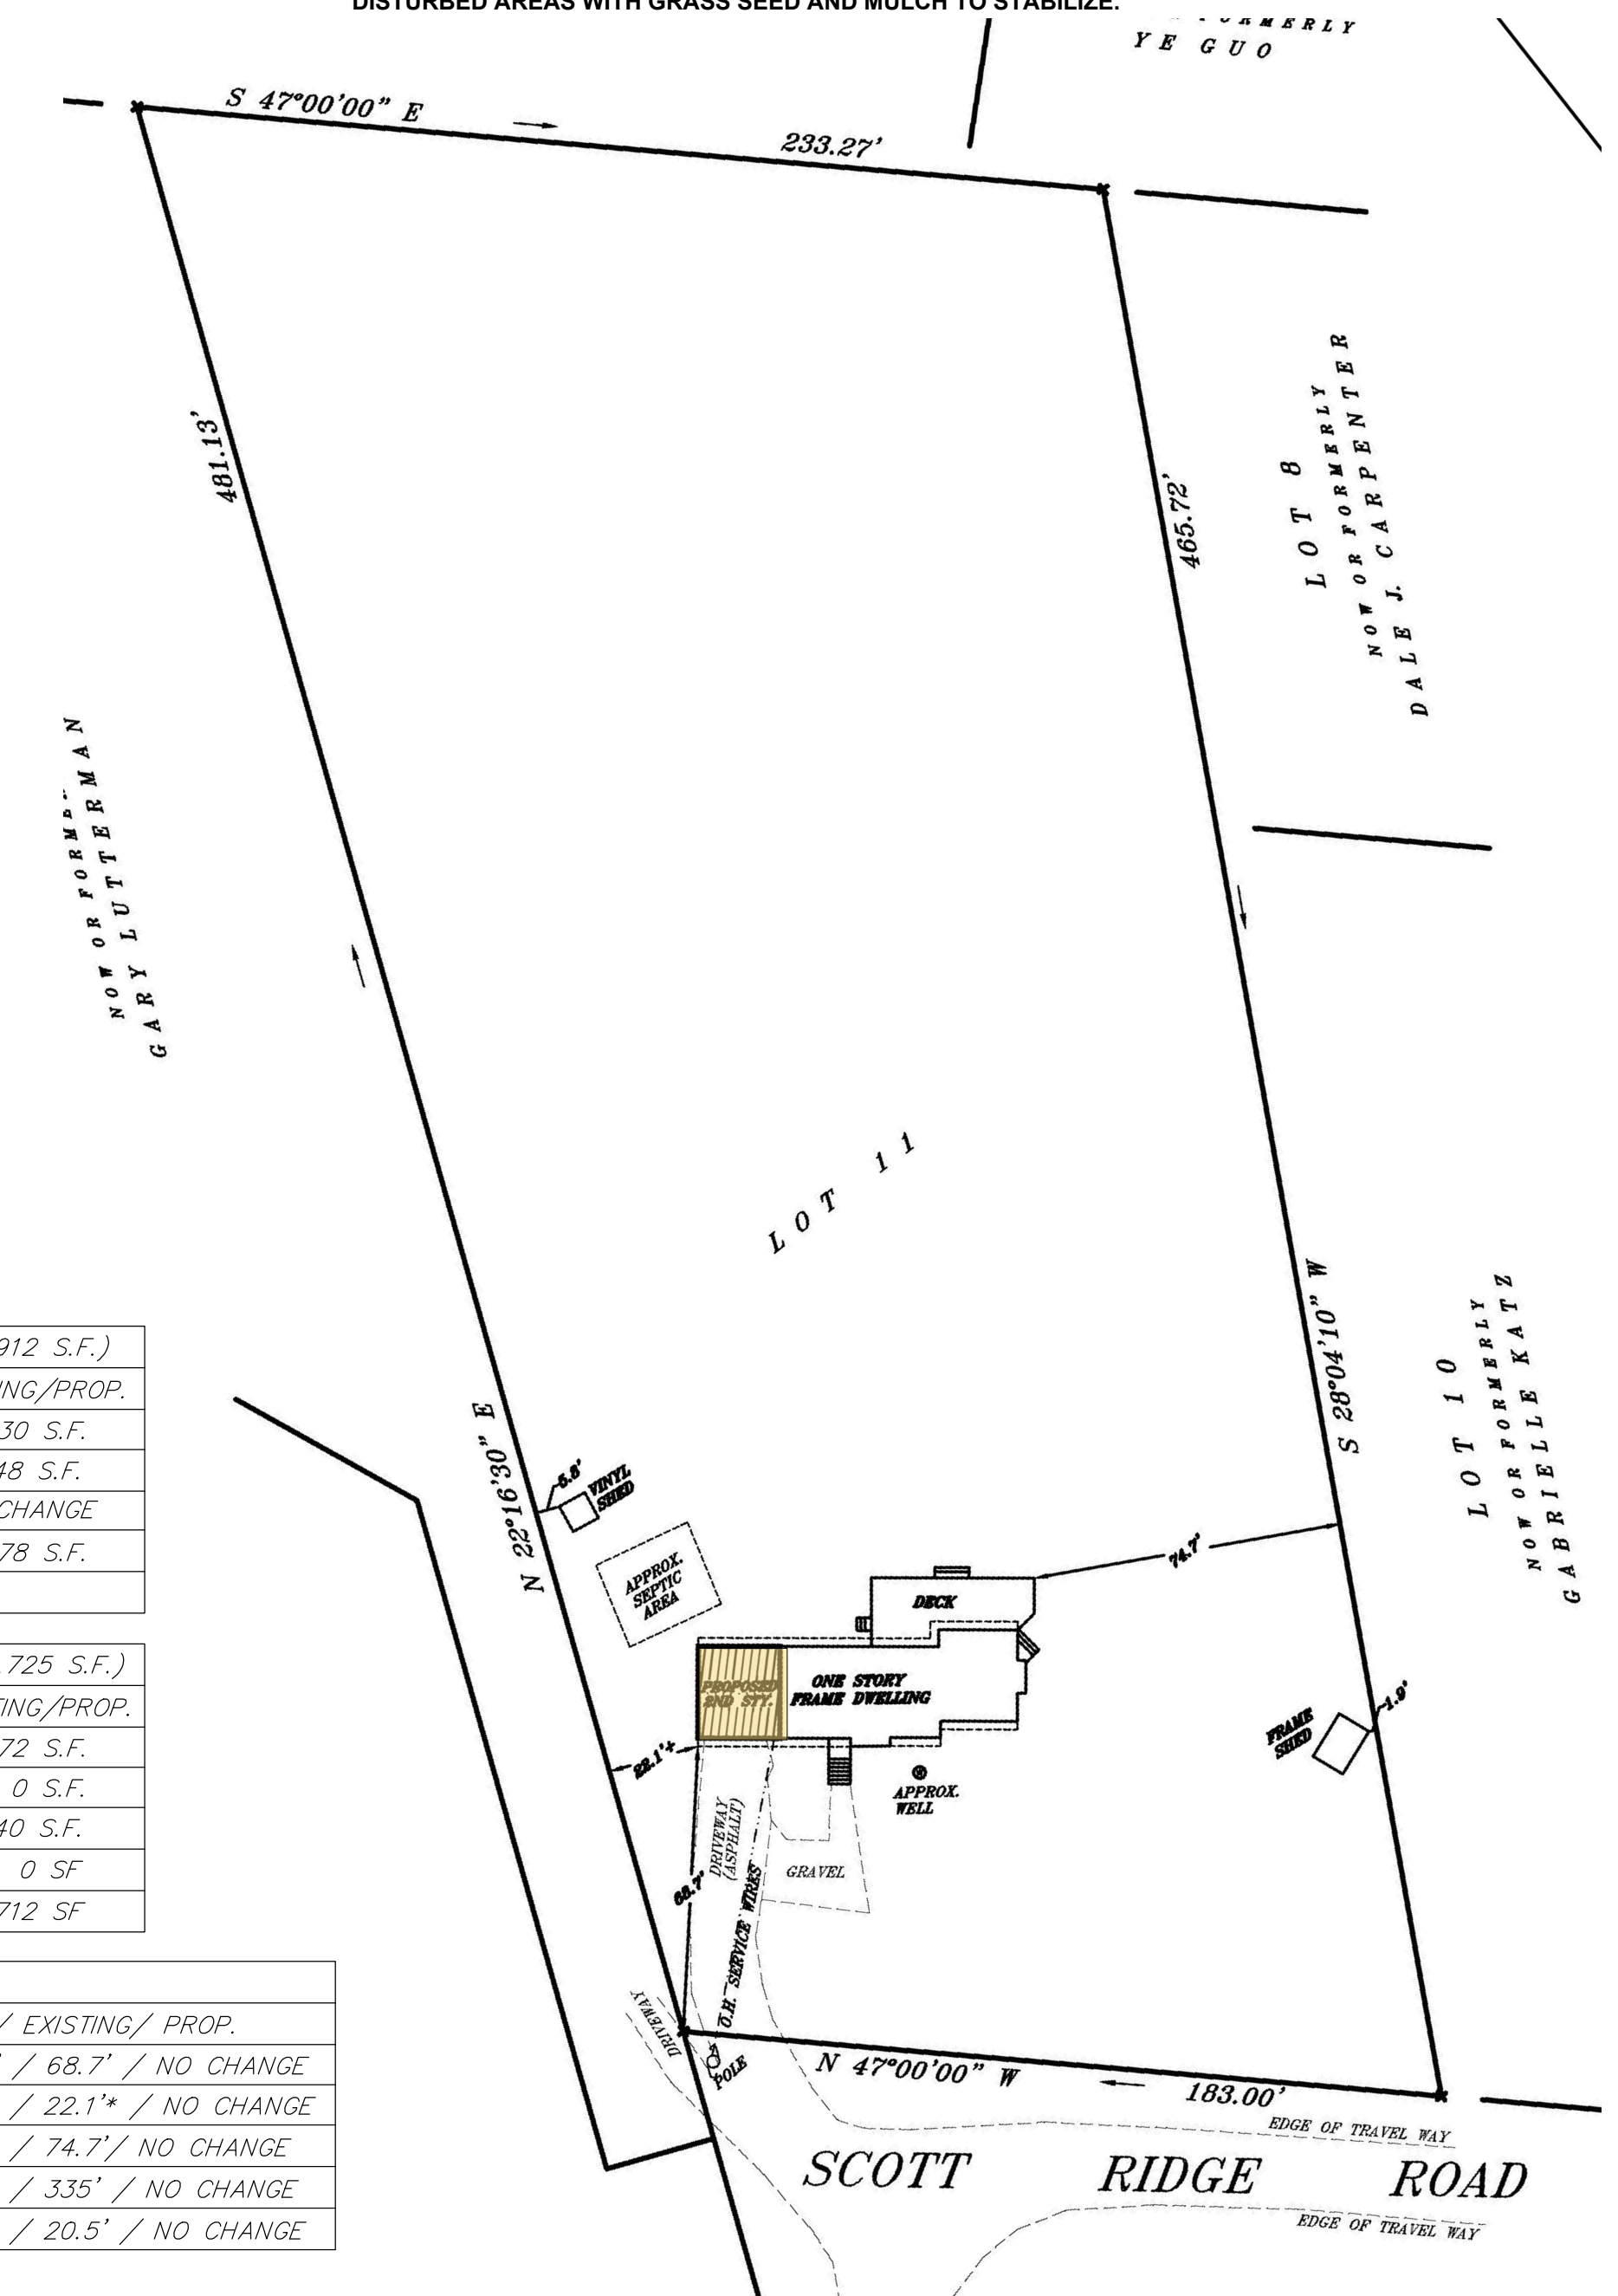 DISTURBED AREAS WITH GRASS SEED AND MULCH TO STABILIZE.
FORMERLY
YE GUO
S 47°00'00" E
233.27'
481.13'
465.72'
LOT 8
NOW OR FORMERLY
DALE J. CARPENTER
NOW OR
GARY LUTTERMAN
LOT 11
N 22°16'30" E
S 28°04'10" W
LOT 10
NOW OR FORMERLY
GABRIELLE KATZ
912 S.F.)
NG/PROP.
30 S.F.
48 S.F.
CHANGE
78 S.F.
725 S.F.)
ING/PROP.
72 S.F.
0 S.F.
40 S.F.
0 SF
712 SF
/ EXISTING/ PROP.
' / 68.7' / NO CHANGE
/ 22.1'* / NO CHANGE
/ 74.7'/ NO CHANGE
/ 335' / NO CHANGE
/ 20.5' / NO CHANGE
5.8'
VINYL
SHED
APPROX.
SEPTIC
AREA
DECK
74.7'
PROPOSED
2ND STY.
ONE STORY
FRAME DWELLING
22.1'+
APPROX.
WELL
FRAME
SHED
1.9'
DRIVEWAY
(ASPHALT)
GRAVEL
68.7'
O.H. SERVICE WIRES
DRIVEWAY
POLE
N 47°00'00" W
183.00'
EDGE OF TRAVEL WAY
SCOTT RIDGE ROAD
EDGE OF TRAVEL WAY